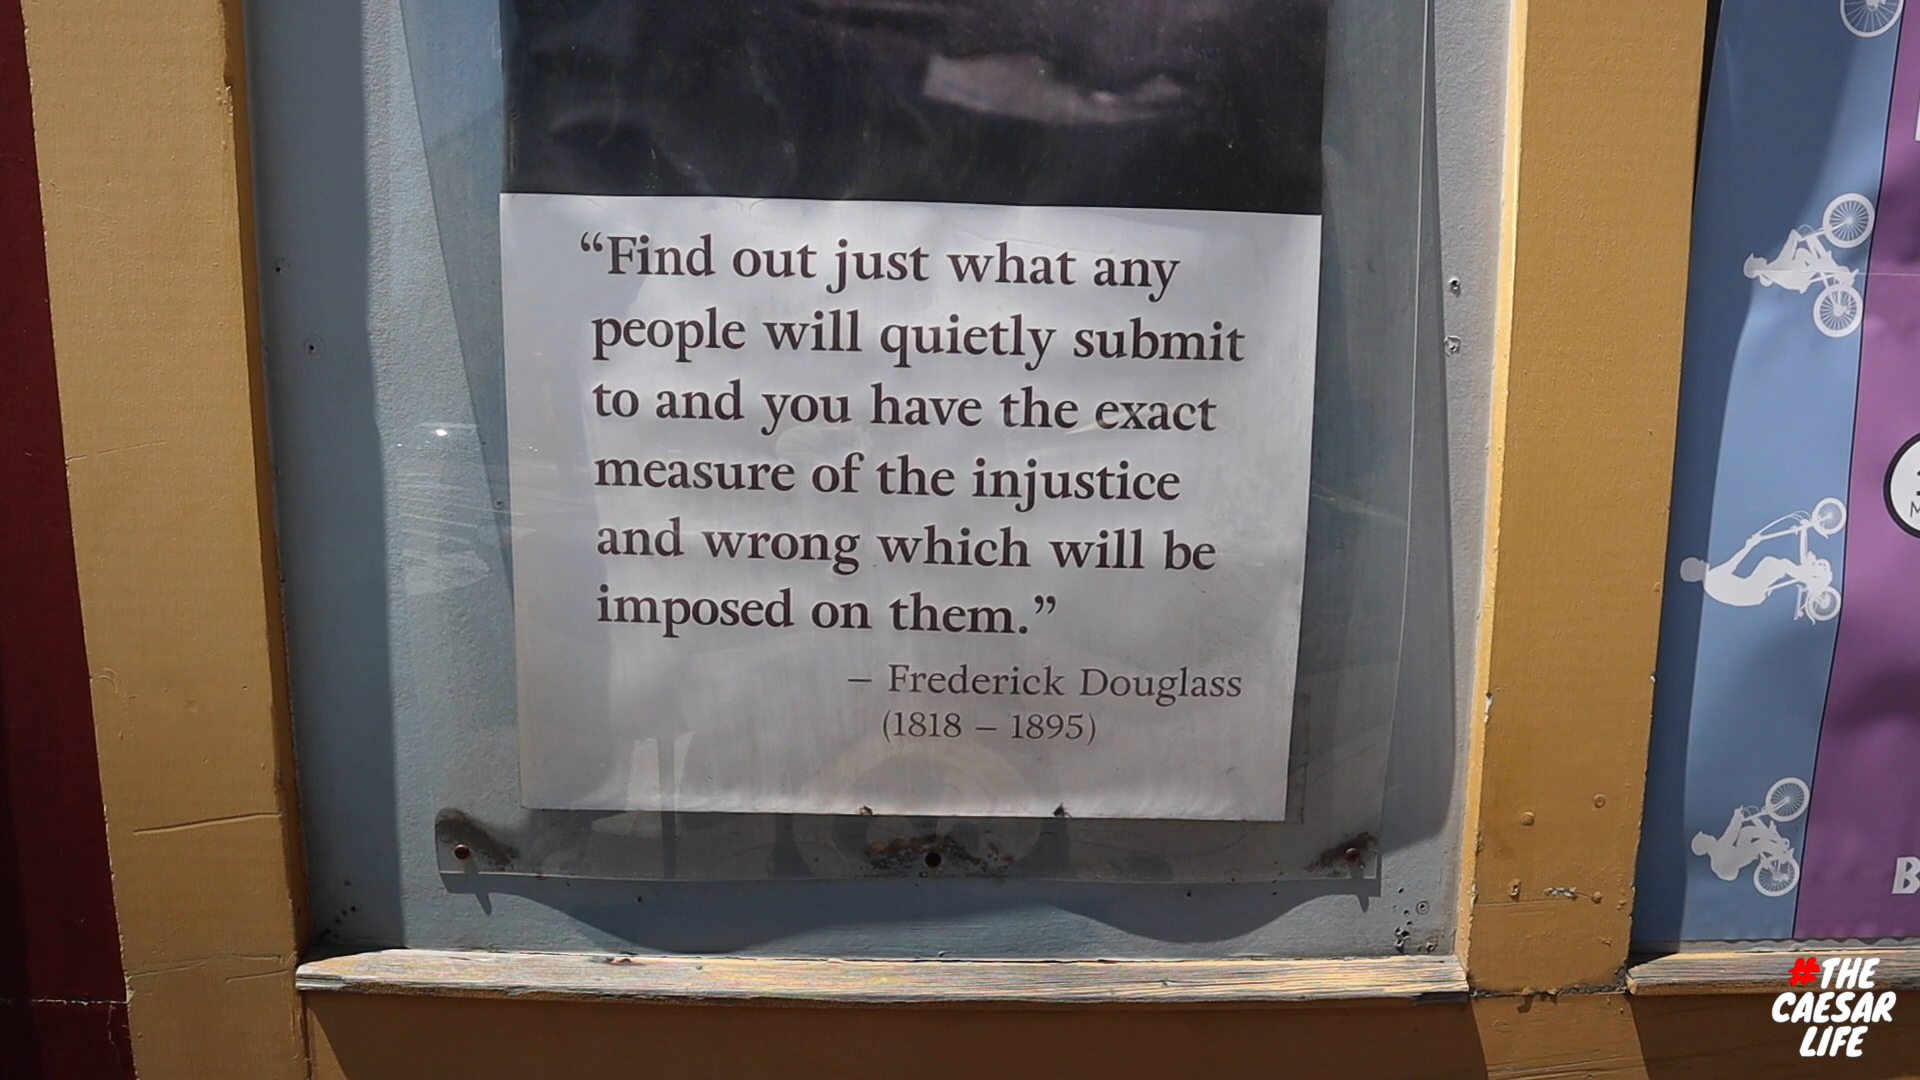 “Find out just what any
people will quietly submit
to and you have the exact
measure of the injustice
and wrong which will be
imposed on them.”
– Frederick Douglass
(1818 – 1895)
#THE
CAESAR
LIFE